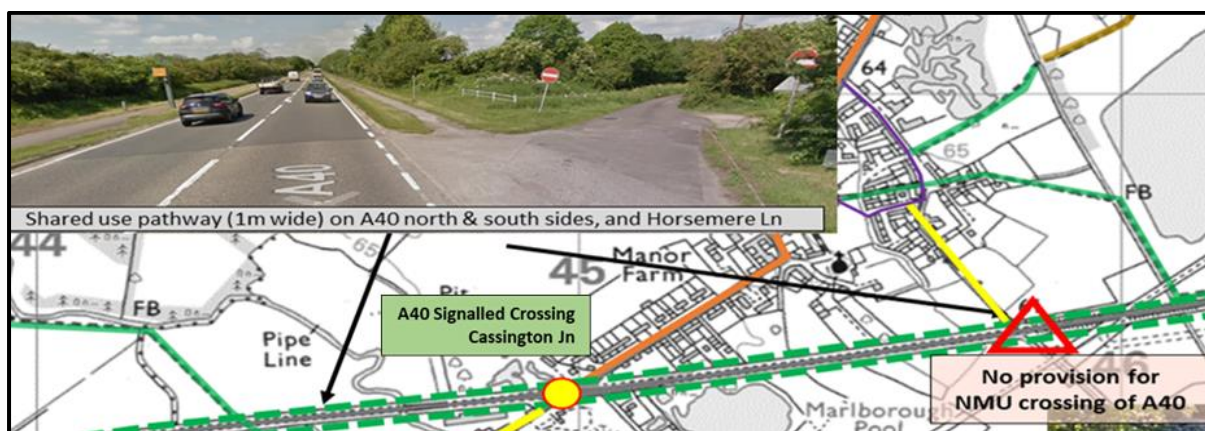 A40
Shared use pathway (1m wide) on A40 north & south sides, and Horsemere Ln
64
65
FB
44
65
45
Manor
Farm
FB
Pit
Pipe
Line
A40 Signalled Crossing
Cassington Jn
46
No provision for
NMU crossing of A40
Marlborough
Pool